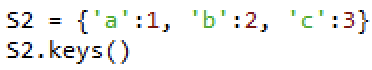 S2 = {'a':1, 'b':2, 'c':3}
S2.keys()